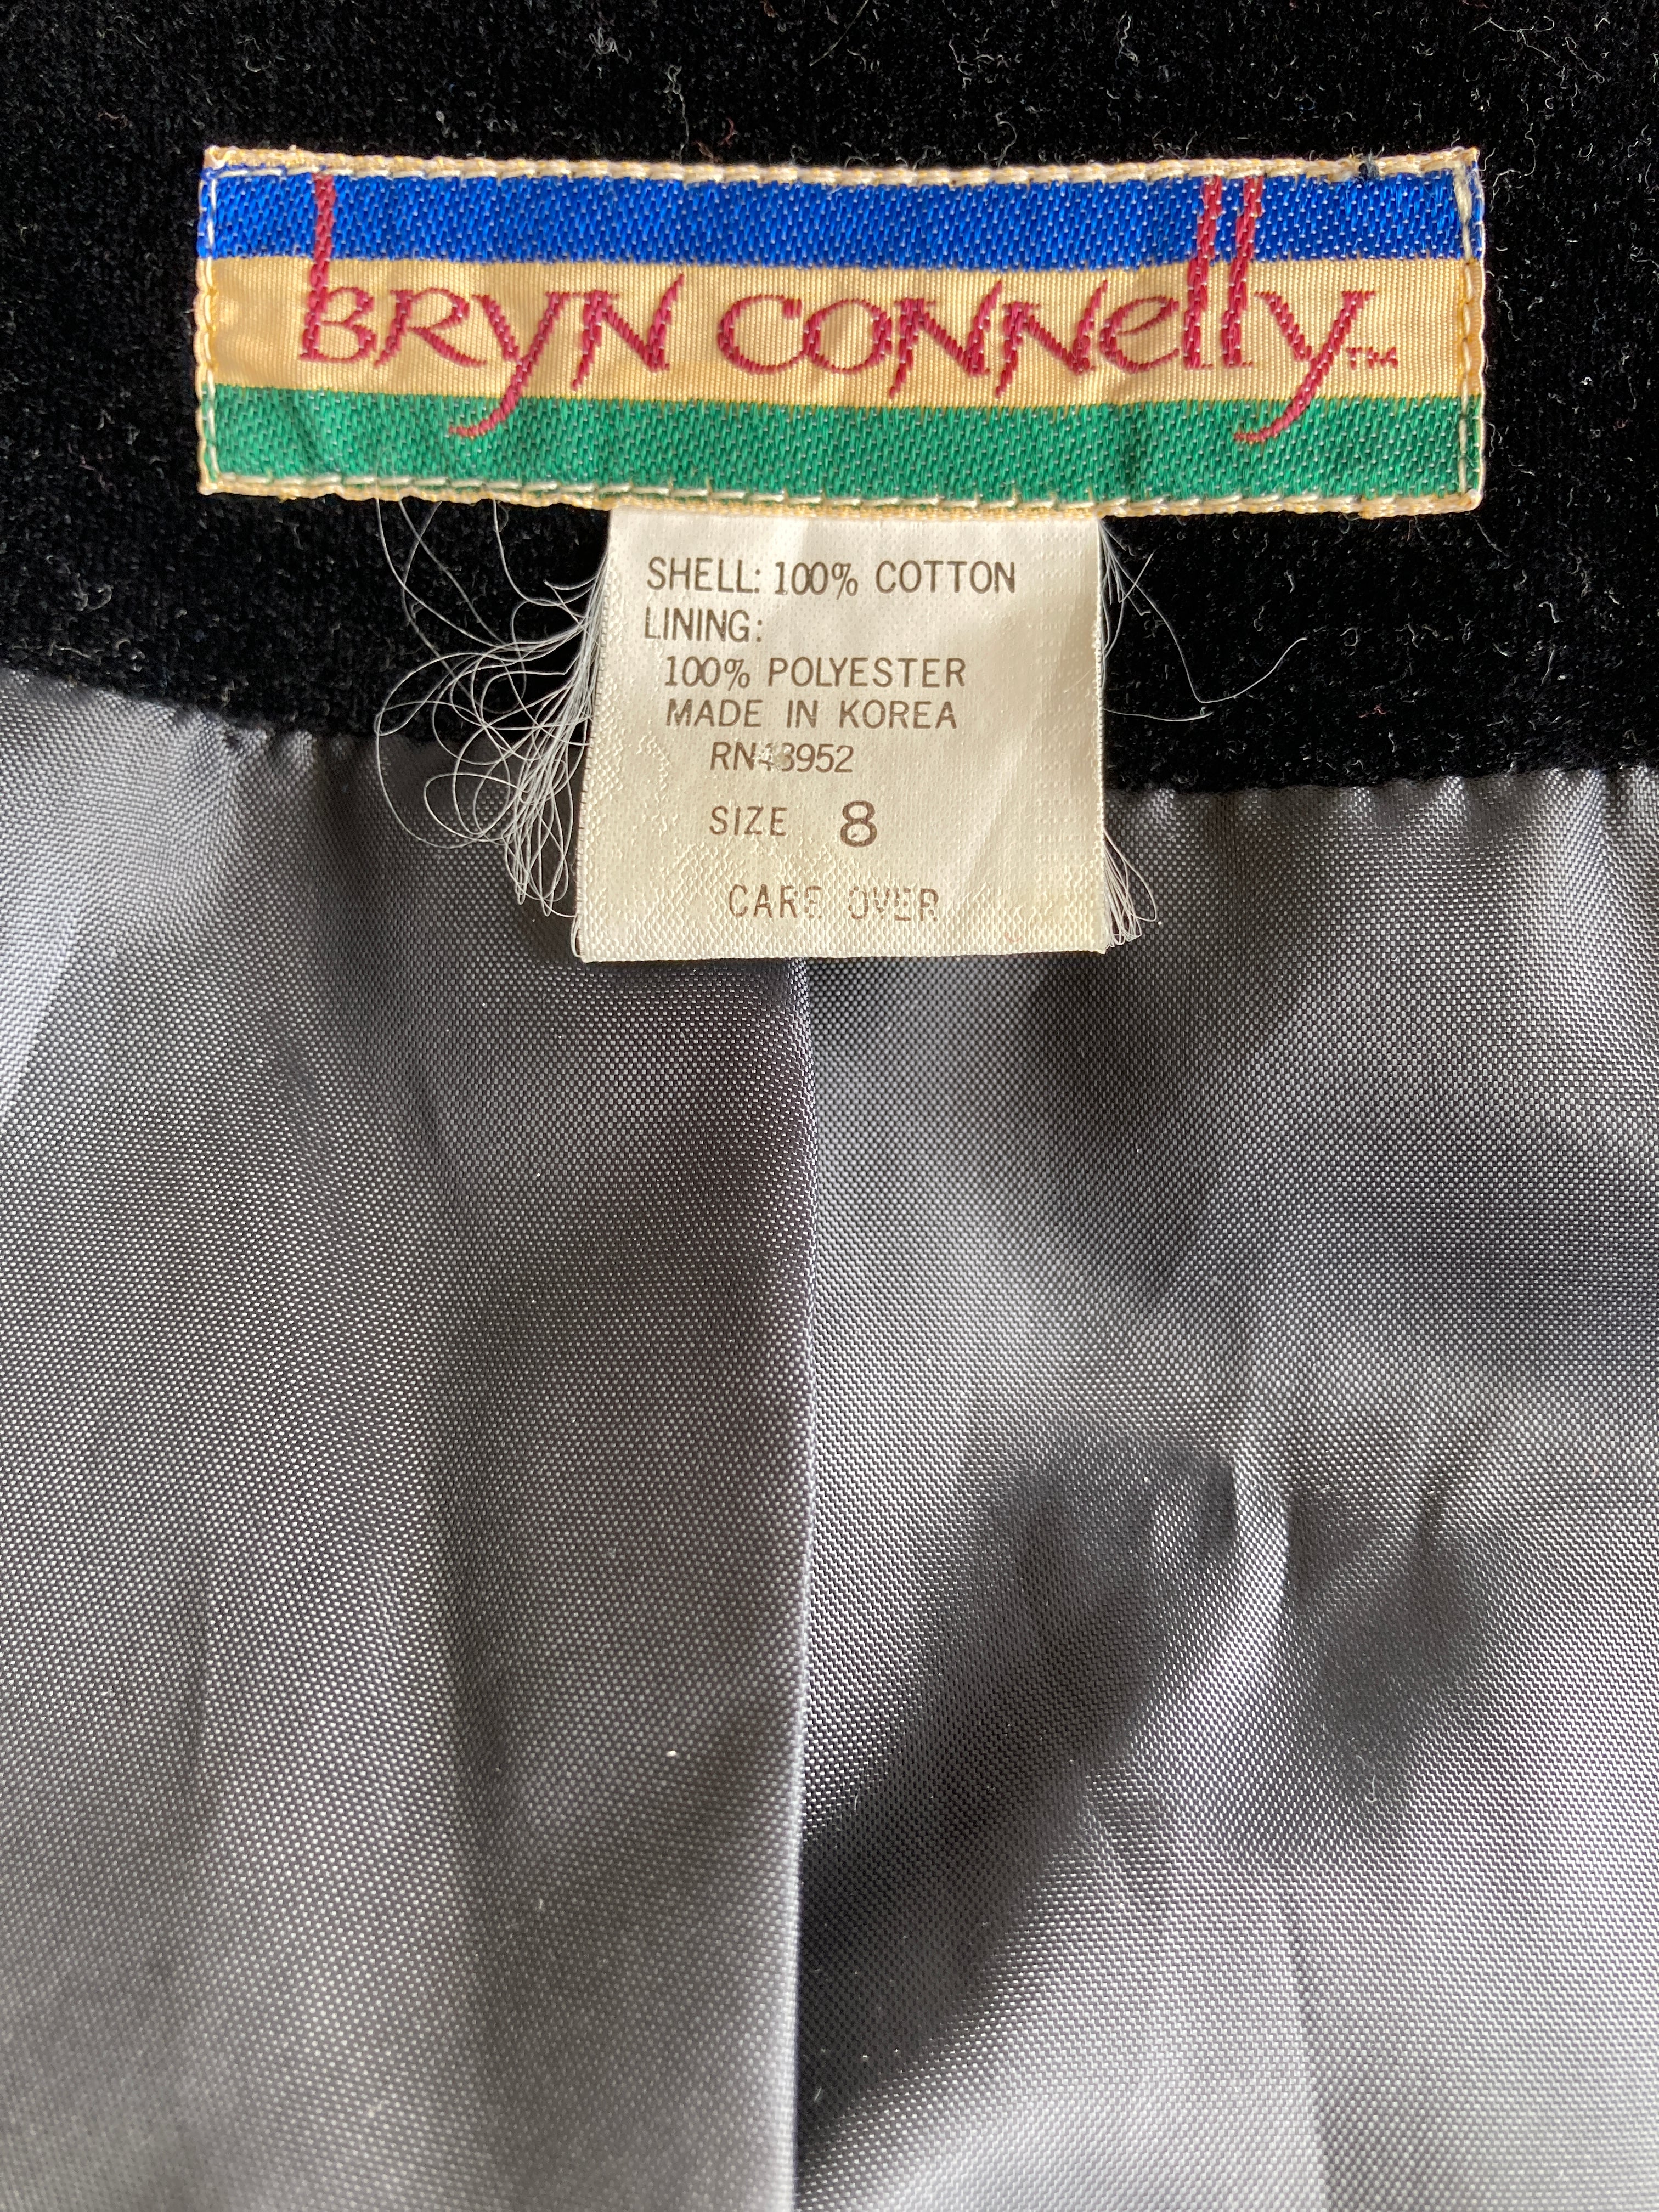 BRYN CONNelly™
SHELL: 100% COTTON
LINING:
100% POLYESTER
MADE IN KOREA
RN43952
SIZE 8
CARE OVER